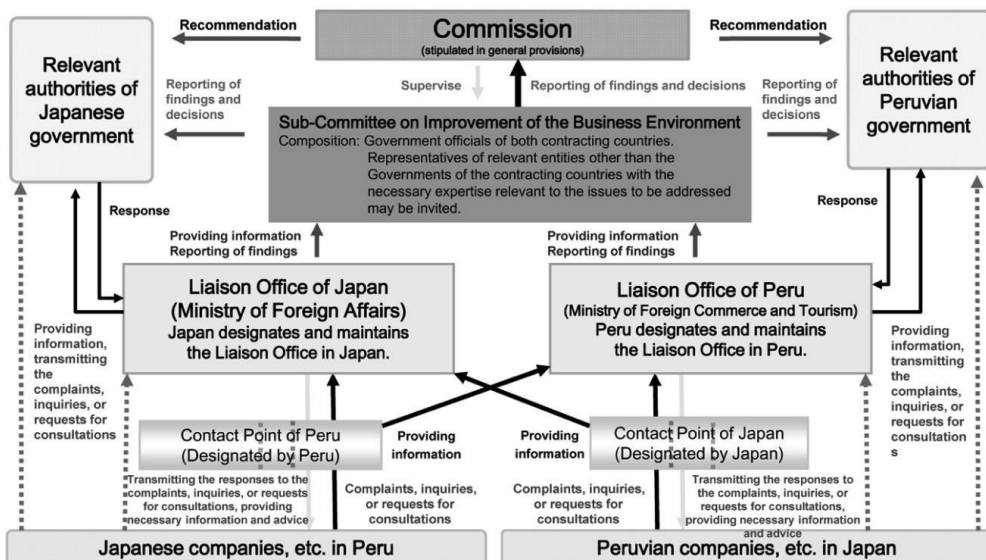 Recommendation
Commission
(stipulated in general provisions)
Recommendation
Relevant
authorities of
Japanese
government
Relevant
authorities of
Peruvian
government
Reporting of
findings and
decisions
Supervise
Reporting of findings and decisions
Reporting of
findings and
decisions
Sub-Committee on Improvement of the Business Environment
Composition: Government officials of both contracting countries.
Representatives of relevant entities other than the
Governments of the contracting countries with the
necessary expertise relevant to the issues to be addressed
may be invited.
Response
Response
Providing information
Reporting of findings
Providing information
Reporting of findings
Liaison Office of Japan
(Ministry of Foreign Affairs)
Japan designates and maintains
the Liaison Office in Japan.
Liaison Office of Peru
(Ministry of Foreign Commerce and Tourism)
Peru designates and maintains
the Liaison Office in Peru.
Providing
information,
transmitting
the
complaints,
inquiries, or
requests for
consultations
Providing
information,
transmitting
the
complaints,
inquiries, or
requests for
consultation
s
Contact Point of Peru
(Designated by Peru)
Providing
information
Contact Point of Japan
(Designated by Japan)
Providing
information
Transmitting the responses to the
complaints, inquiries, or requests
for consultations, providing
necessary information and advice
Complaints, inquiries,
or requests for
consultations
Complaints, inquiries,
or requests for
consultations
Transmitting the responses to
the complaints, inquiries, or
requests for consultations,
providing necessary information
and advice
Japanese companies, etc. in Peru
Peruvian companies, etc. in Japan